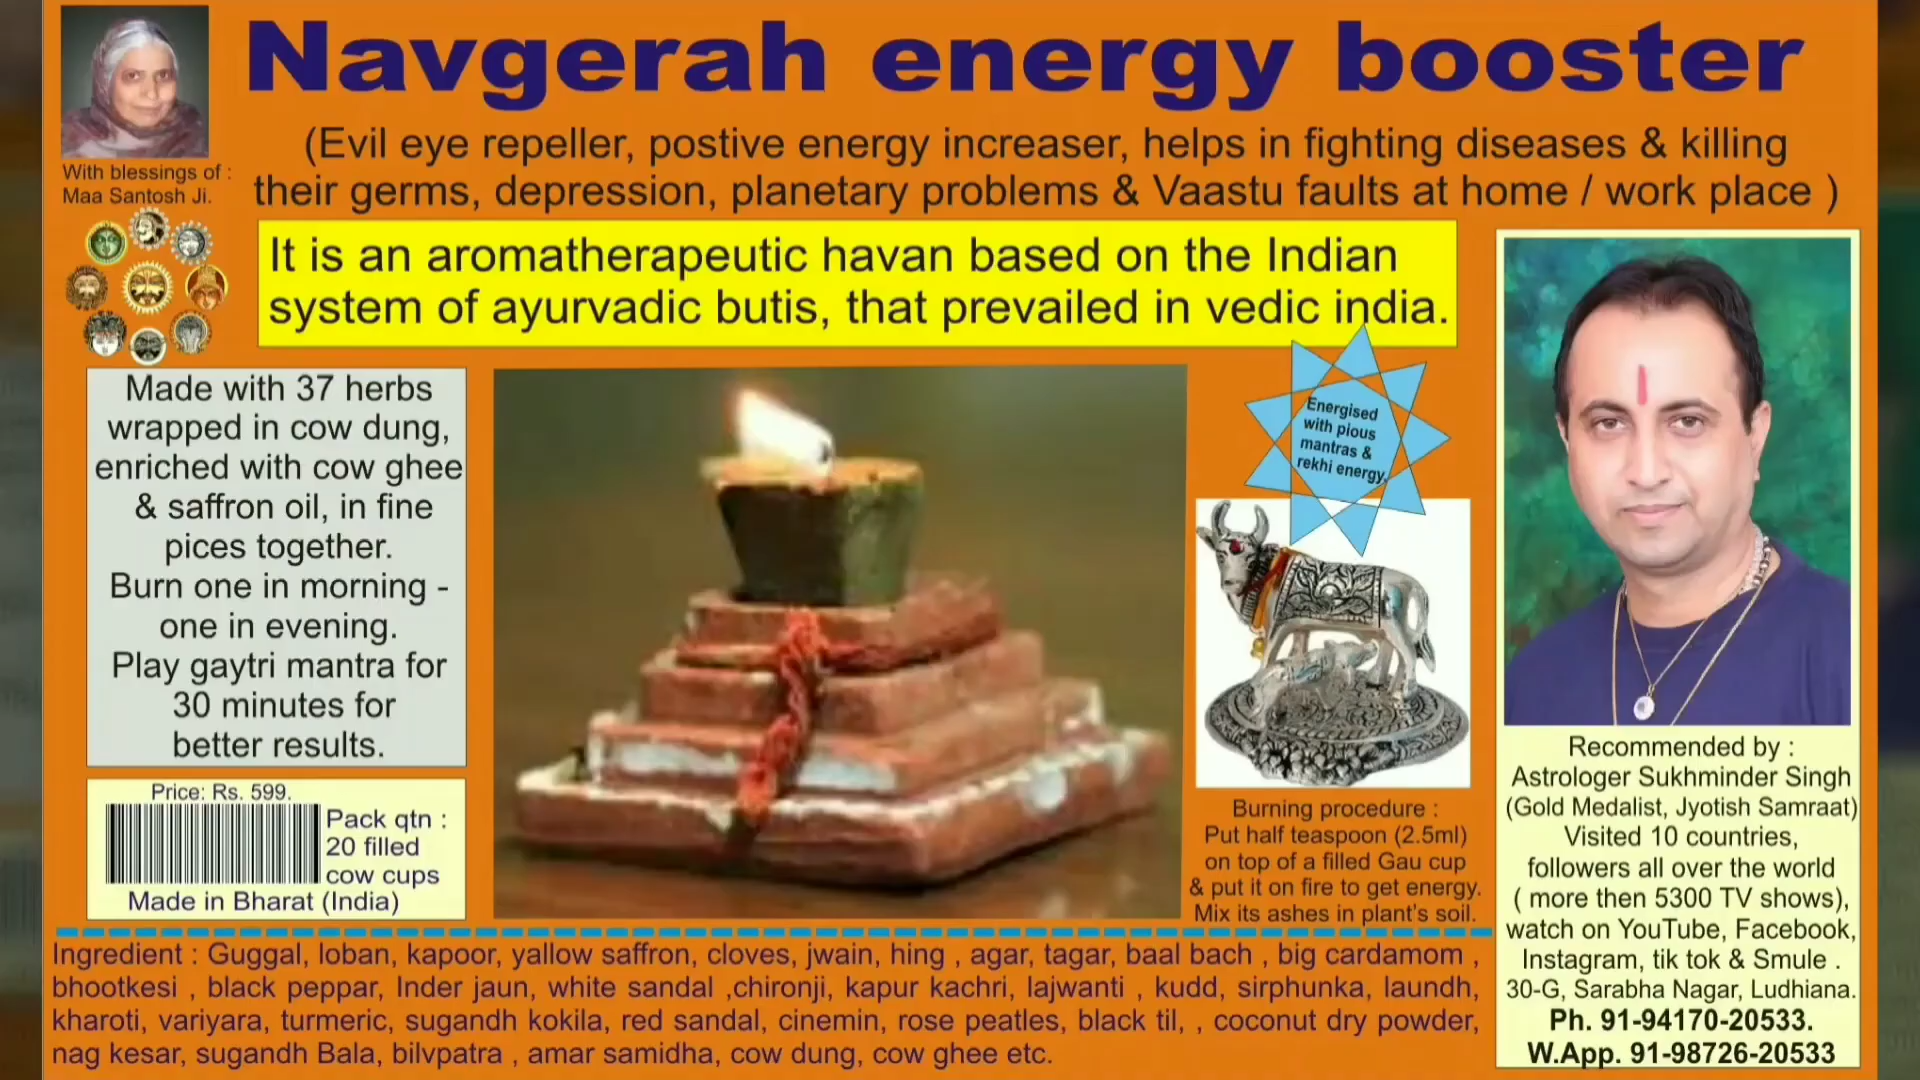 Navgerah energy booster
(Evil eye repeller, postive energy increaser, helps in fighting diseases & killing
their germs, depression, planetary problems & Vaastu faults at home / work place )
With blessings of :
Maa Santosh Ji.
It is an aromatherapeutic havan based on the Indian
system of ayurvadic butis, that prevailed in vedic india.
Made with 37 herbs
wrapped in cow dung,
enriched with cow ghee
& saffron oil, in fine
pices together.
Burn one in morning -
one in evening.
Play gaytri mantra for
30 minutes for
better results.
Price: Rs. 599.
Pack qtn :
20 filled
cow cups
Made in Bharat (India)
Energised
with pious
mantras &
rekhi energy.
Burning procedure :
Put half teaspoon (2.5ml)
on top of a filled Gau cup
& put it on fire to get energy.
Mix its ashes in plant's soil.
Recommended by :
Astrologer Sukhminder Singh
(Gold Medalist, Jyotish Samraat)
Visited 10 countries,
followers all over the world
( more then 5300 TV shows),
watch on YouTube, Facebook,
Instagram, tik tok & Smule .
30-G, Sarabha Nagar, Ludhiana.
Ph. 91-94170-20533.
W.App. 91-98726-20533
Ingredient : Guggal, loban, kapoor, yallow saffron, cloves, jwain, hing , agar, tagar, baal bach , big cardamom ,
bhootkesi , black peppar, Inder jaun, white sandal ,chironji, kapur kachri, lajwanti , kudd, sirphunka, laundh,
kharoti, variyara, turmeric, sugandh kokila, red sandal, cinemin, rose peatles, black til, , coconut dry powder,
nag kesar, sugandh Bala, bilvpatra , amar samidha, cow dung, cow ghee etc.